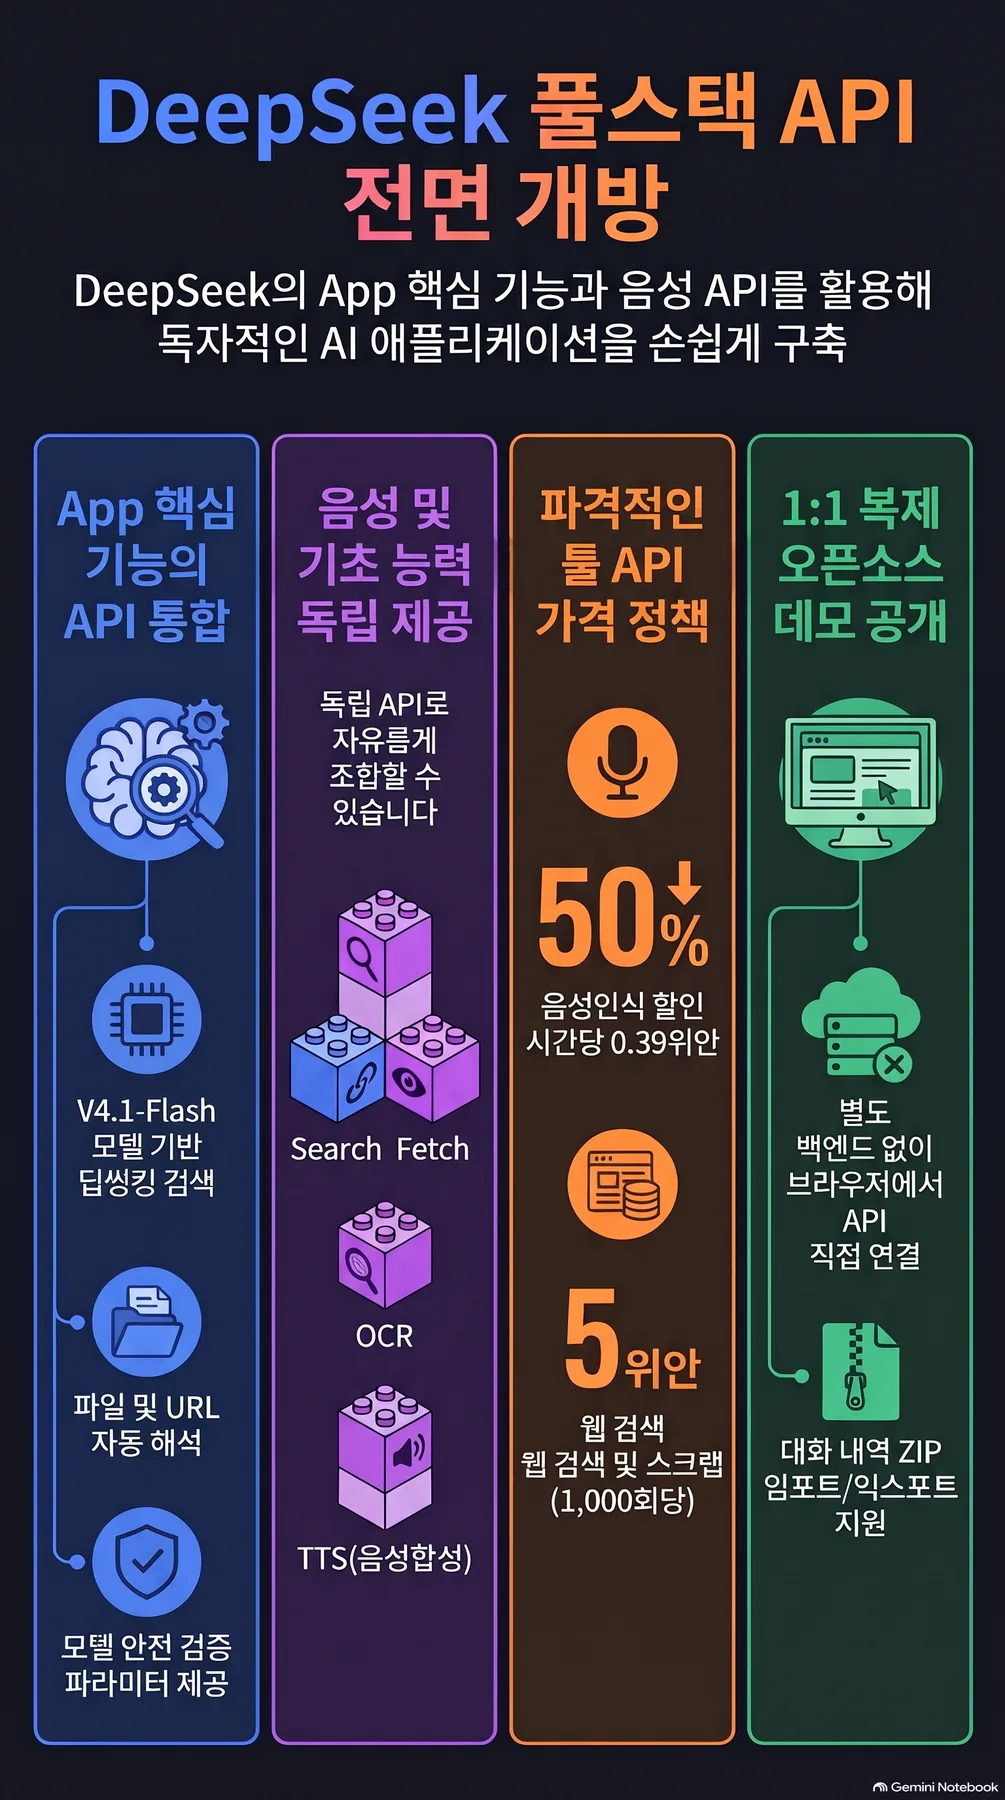 DeepSeek 풀스택 API
전면 개방
DeepSeek의 App 핵심 기능과 음성 API를 활용해
독자적인 AI 애플리케이션을 손쉽게 구축
App 핵심
기능의
API 통합
V4.1-Flash
모델 기반
딥씽킹 검색
파일 및 URL
자동 해석
모델 안전 검증
파라미터 제공
음성 및
기초 능력
독립 제공
독립 API로
자유름게
조합할 수
있습니다
Search Fetch
OCR
TTS(음성합성)
파격적인
툴 API
가격 정책
50%
음성인식 할인
시간당 0.39위안
5 위안
웹 검색
웹 검색 및 스크랩
(1,000회당)
1:1 복제
오픈소스
데모 공개
별도
백엔드 없이
브라우저에서
API
직접 연결
대화 내역 ZIP
임포트/익스포트
지원
Gemini Notebook